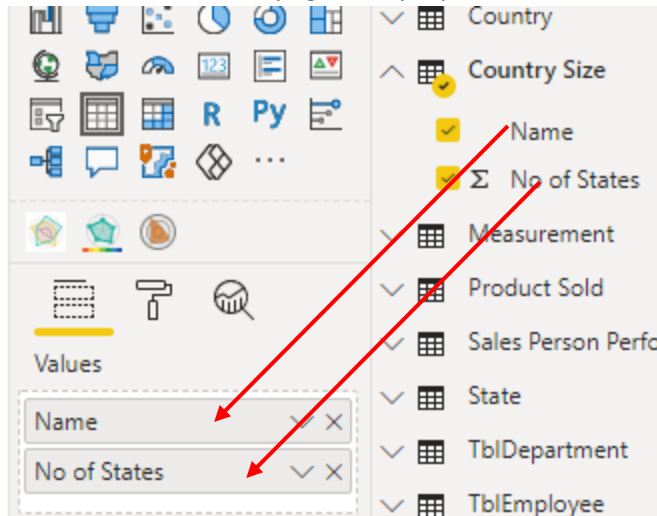 123
R Py
Values
Name
No of States
Country
Country Size
Name
Σ No of States
Measurement
Product Sold
Sales Person Perfo
State
TblDepartment
TblEmployee